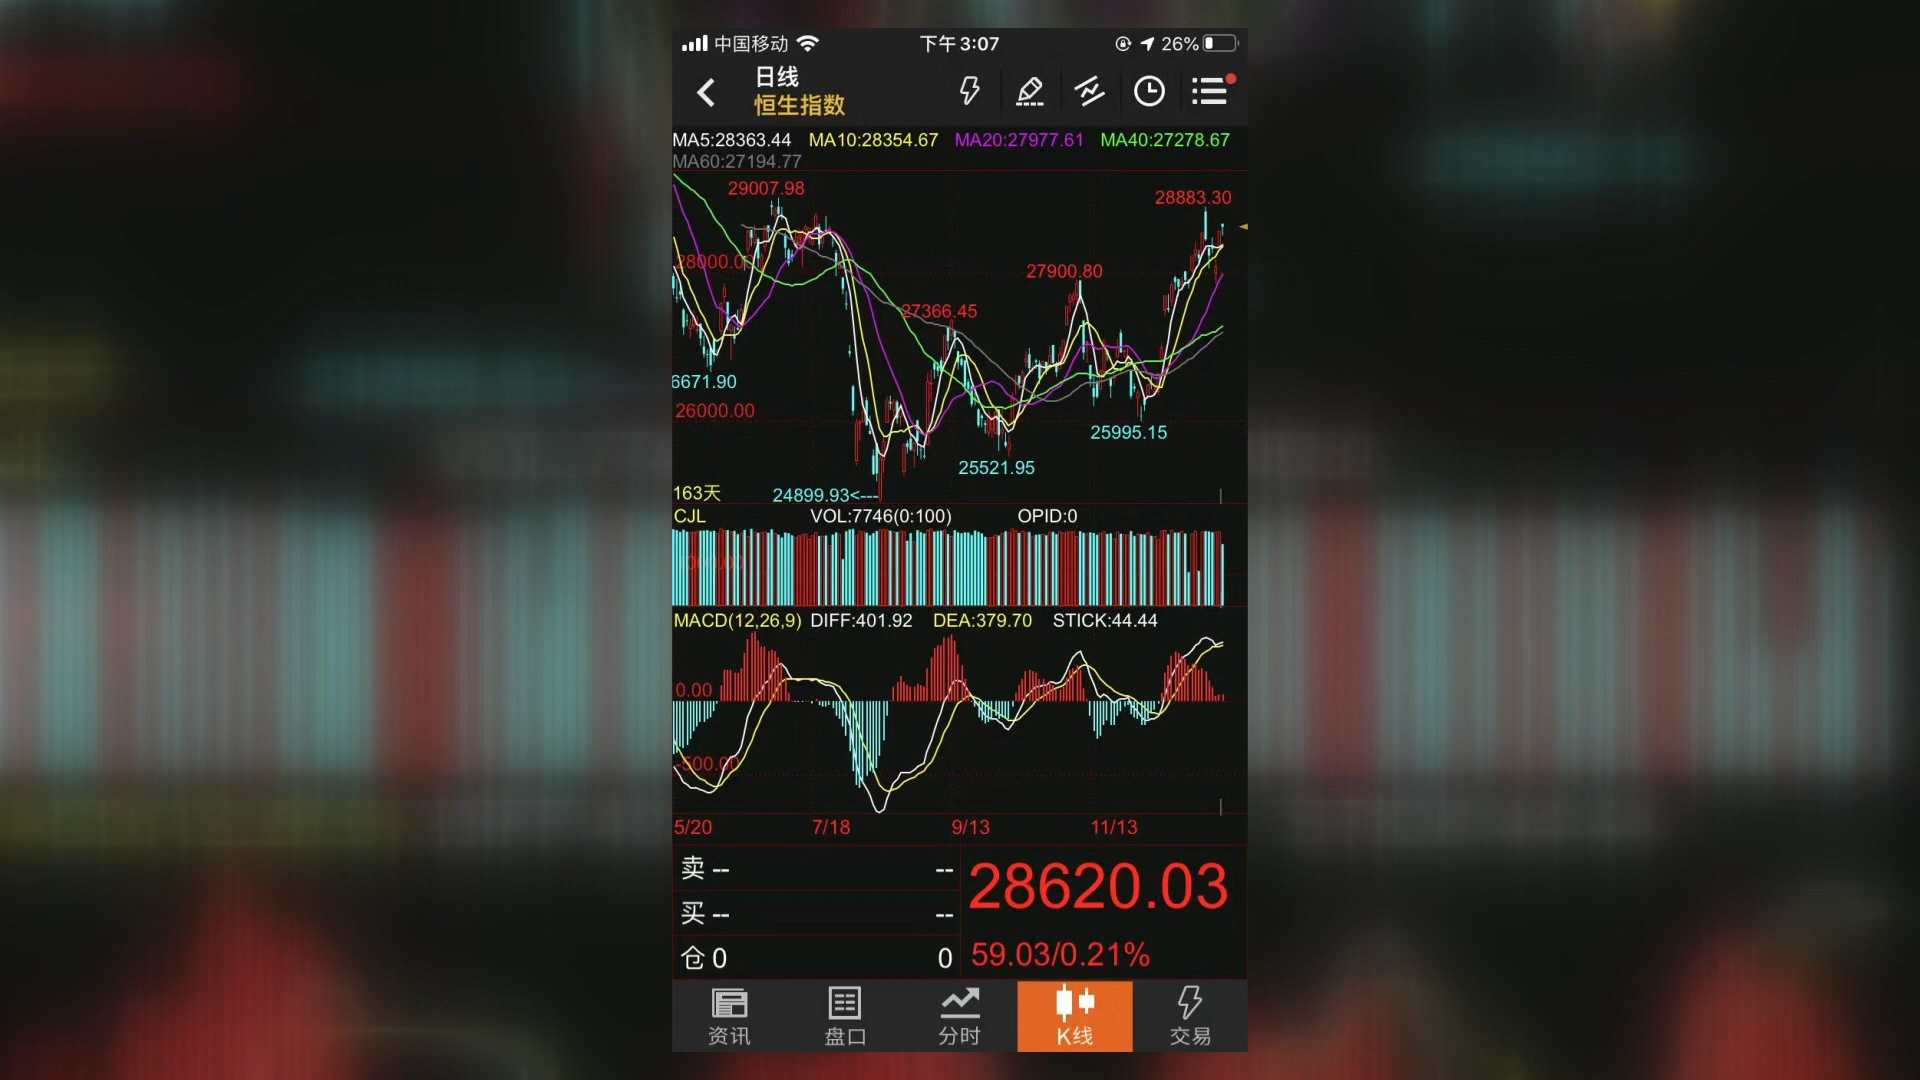 中国移动 下午3:07 26%
日线
恒生指数
MA5:28363.44 MA10:28354.67 MA20:27977.61 MA40:27278.67
MA60:27194.77
29007.98
28883.30
28000.00
27900.80
27366.45
6671.90
26000.00
25995.15
25521.95
163天
24899.93<---
CJL VOL:7746(0:100) OPID:0
MACD(12,26,9) DIFF:401.92 DEA:379.70 STICK:44.44
0.00
-500.00
5/20 7/18 9/13 11/13
卖 -- --
28620.03
买 -- --
仓 0 0
59.03/0.21%
资讯 盘口 分时 K线 交易